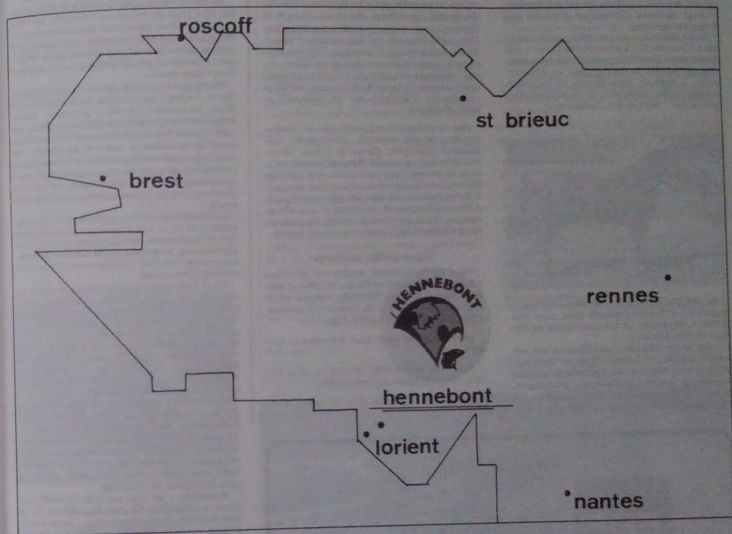 roscoff
st brieuc
brest
rennes
HENNEBONT
hennebont
lorient
nantes